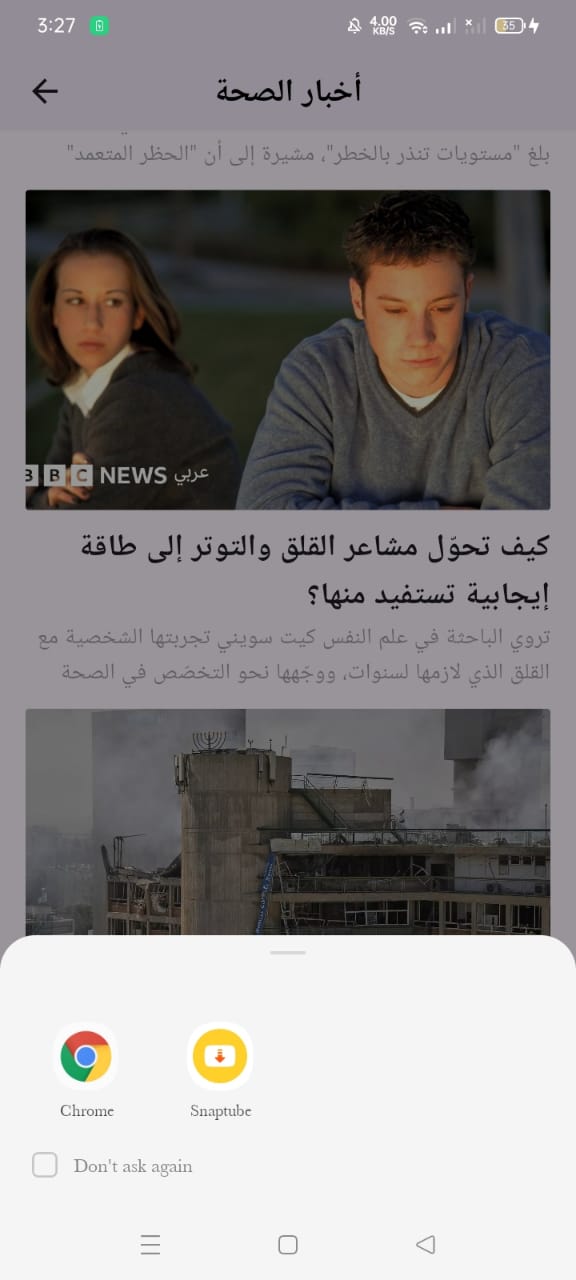 3:27
4.00
KB/S
35
أخبار الصحة
بلغ "مستويات تنذر بالخطر"، مشيرة إلى أن "الحظر المتعمد"
BBC NEWS عربي
كيف تحوّل مشاعر القلق والتوتر إلى طاقة
إيجابية تستفيد منها؟
تروي الباحثة في علم النفس كيت سويني تجربتها الشخصية مع
القلق الذي لازمها لسنوات، ووجّهها نحو التخصّص في الصحة
Chrome
Snaptube
Don't ask again